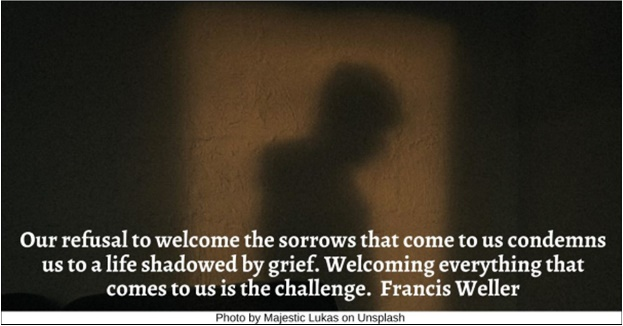 Our refusal to welcome the sorrows that come to us condemns
us to a life shadowed by grief. Welcoming everything that
comes to us is the challenge.  Francis Weller
Photo by Majestic Lukas on Unsplash